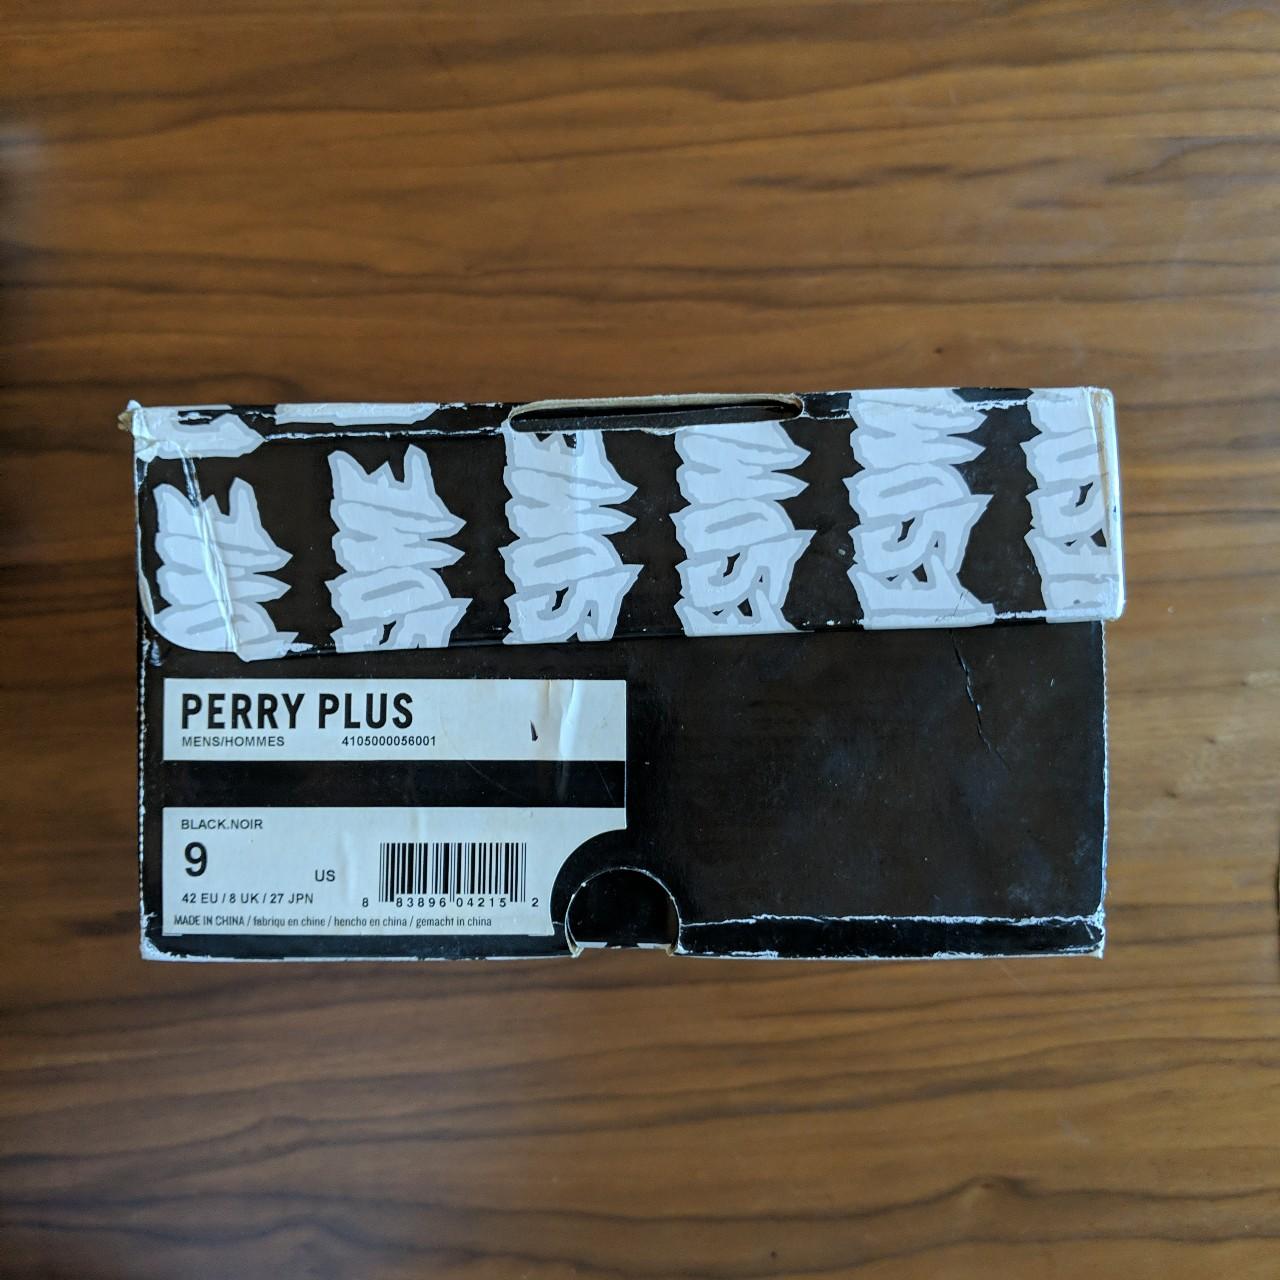 PERRY PLUS
MENS/HOMMES 4105000056001
BLACK.NOIR
9 US
42 EU / 8 UK / 27 JPN
8 83896 04215 2
MADE IN CHINA / fabriqu en chine / hencho en china / gemacht in china